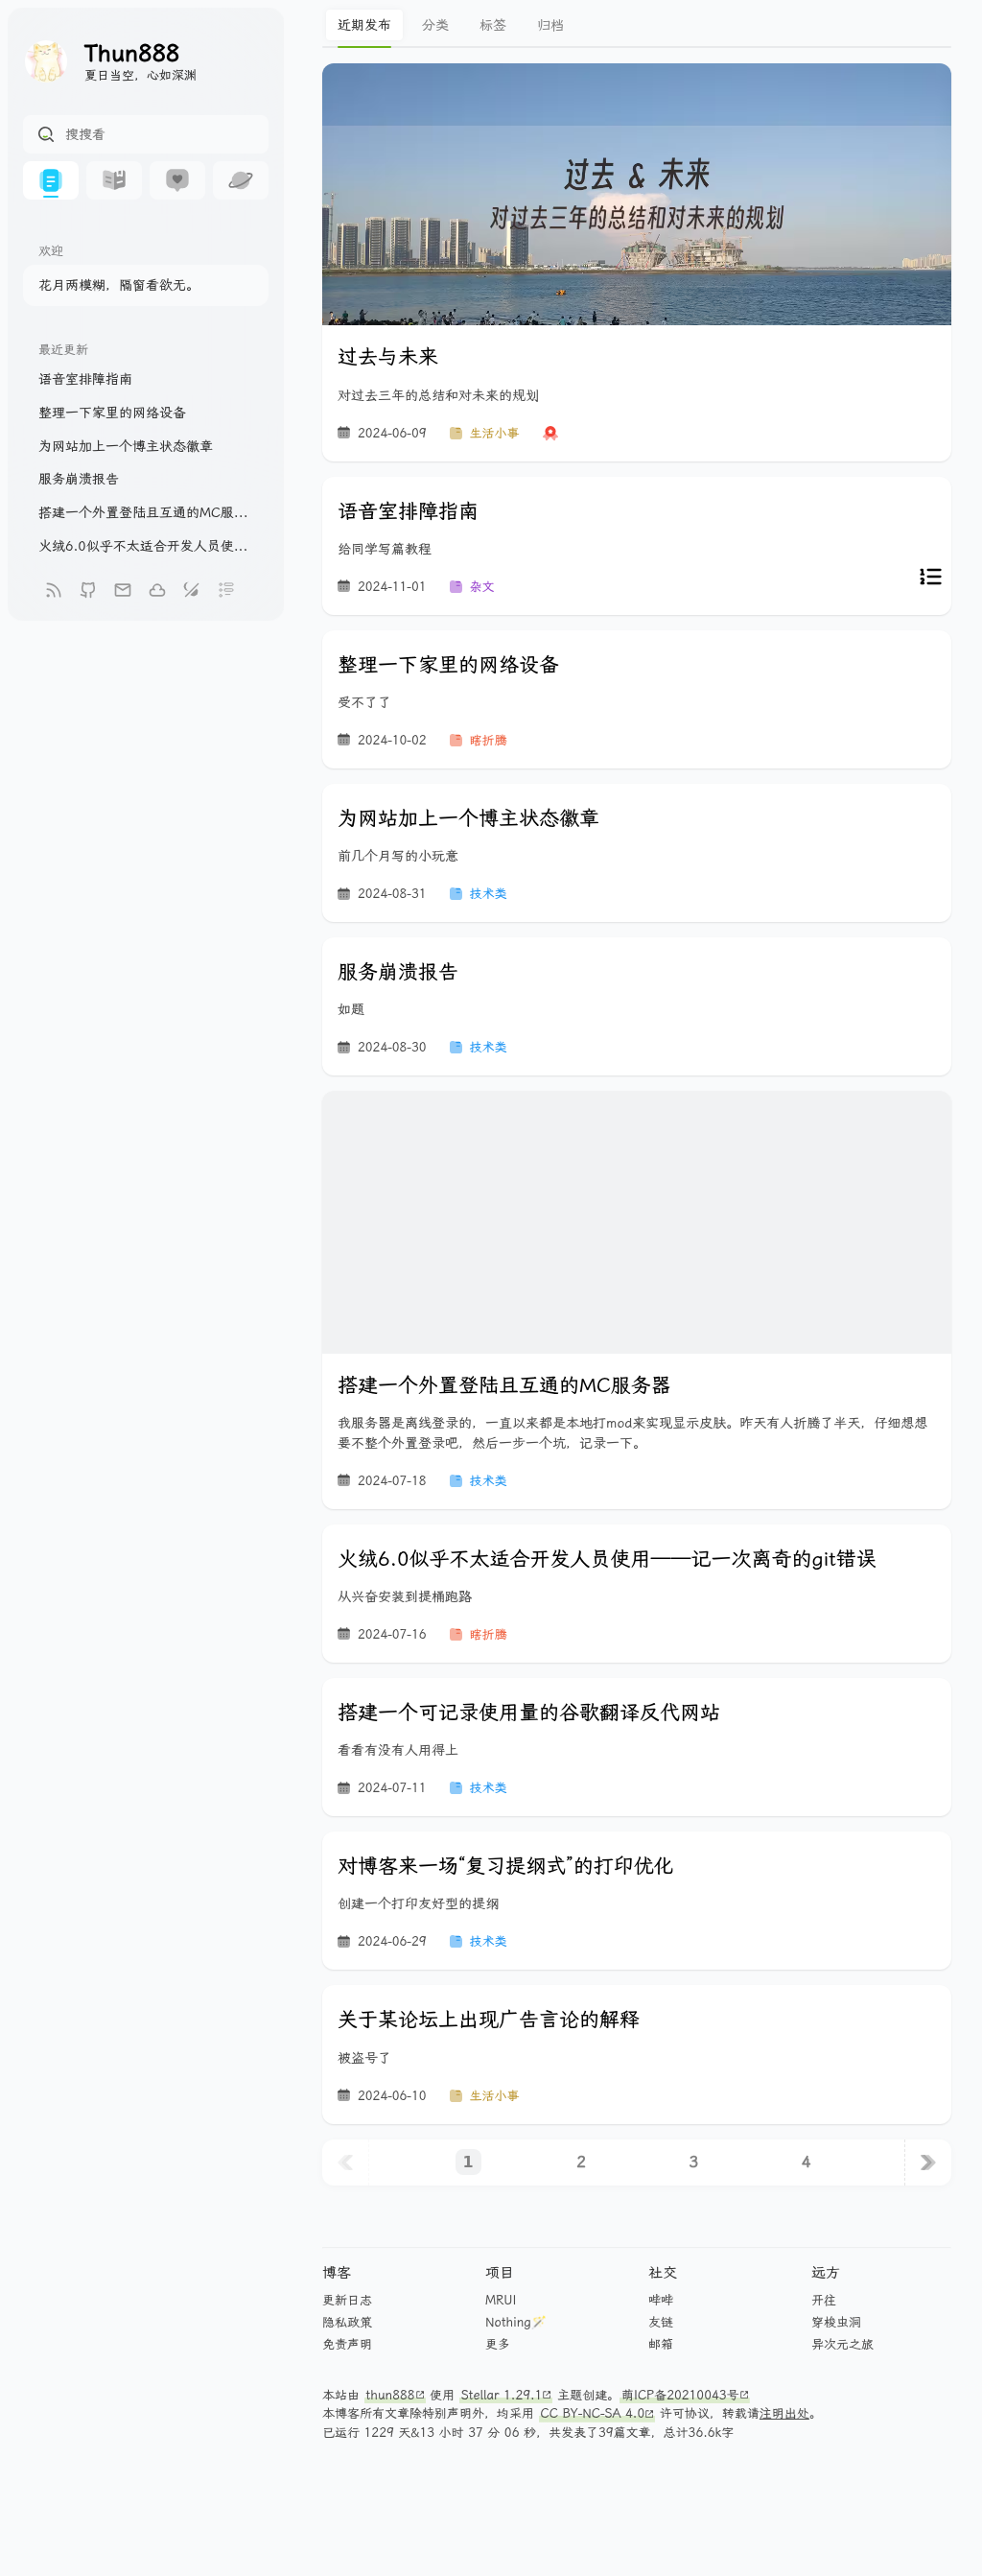 Thun888
夏日当空，心如深渊
搜搜看
欢迎
花月两模糊，隔窗看欲无。
最近更新
语音室排障指南
整理一下家里的网络设备
为网站加上一个博主状态徽章
服务崩溃报告
搭建一个外置登陆且互通的MC服...
火绒6.0似乎不太适合开发人员使...
近期发布 分类 标签 归档
过去 & 未来
对过去三年的总结和对未来的规划
过去与未来
对过去三年的总结和对未来的规划
2024-06-09 生活小事
语音室排障指南
给同学写篇教程
2024-11-01 杂文
整理一下家里的网络设备
受不了了
2024-10-02 瞎折腾
为网站加上一个博主状态徽章
前几个月写的小玩意
2024-08-31 技术类
服务崩溃报告
如题
2024-08-30 技术类
搭建一个外置登陆且互通的MC服务器
我服务器是离线登录的，一直以来都是本地打mod来实现显示皮肤。昨天有人折腾了半天，仔细想想
要不整个外置登录吧，然后一步一个坑，记录一下。
2024-07-18 技术类
火绒6.0似乎不太适合开发人员使用——记一次离奇的git错误
从兴奋安装到提桶跑路
2024-07-16 瞎折腾
搭建一个可记录使用量的谷歌翻译反代网站
看看有没有人用得上
2024-07-11 技术类
对博客来一场“复习提纲式”的打印优化
创建一个打印友好型的提纲
2024-06-29 技术类
关于某论坛上出现广告言论的解释
被盗号了
2024-06-10 生活小事
1 2 3 4
博客 项目 社交 远方
更新日志 MRUI 哔哔 开往
隐私政策 Nothing🪄 友链 穿梭虫洞
免责声明 更多 邮箱 异次元之旅
本站由 thun888 使用 Stellar 1.29.1 主题创建。 萌ICP备20210043号
本博客所有文章除特别声明外，均采用 CC BY-NC-SA 4.0 许可协议，转载请注明出处。
已运行 1229 天&13 小时 37 分 06 秒，共发表了39篇文章，总计36.6k字